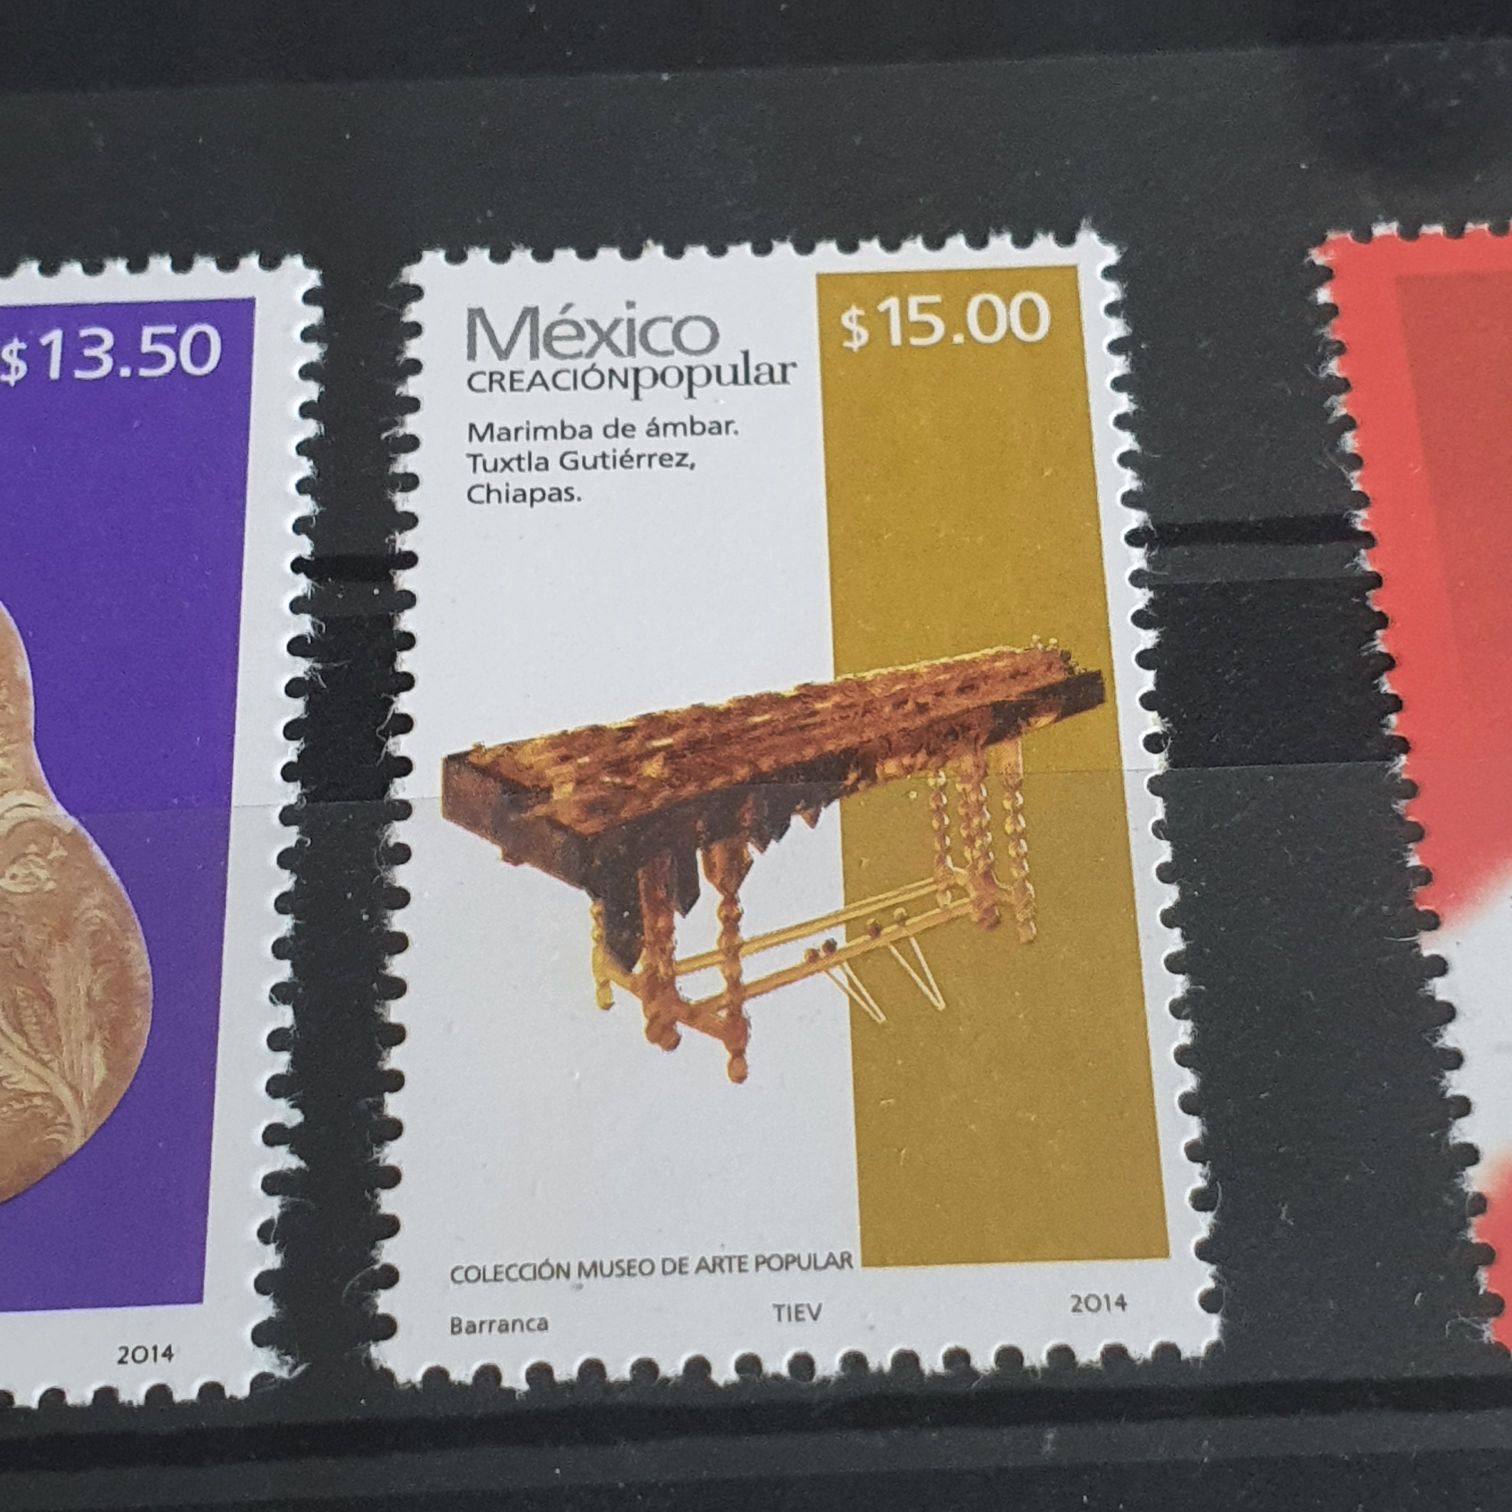 $13.50
2014
México
CREACIÓNpopular
Marimba de ámbar.
Tuxtla Gutiérrez,
Chiapas.
$15.00
COLECCIÓN MUSEO DE ARTE POPULAR
Barranca TIEV 2014